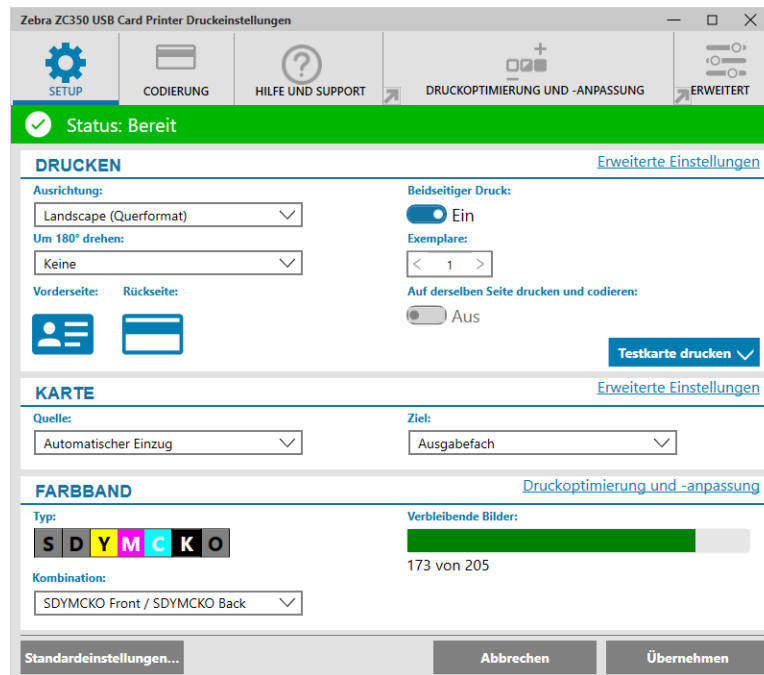 Zebra ZC350 USB Card Printer Druckeinstellungen
SETUP
CODIERUNG
HILFE UND SUPPORT
DRUCKOPTIMIERUNG UND -ANPASSUNG
ERWEITERT
Status: Bereit
DRUCKEN
Erweiterte Einstellungen
Ausrichtung:
Landscape (Querformat)
Um 180° drehen:
Keine
Vorderseite:
Rückseite:
Beidseitiger Druck:
Ein
Exemplare:
1
Auf derselben Seite drucken und codieren:
Aus
Testkarte drucken
KARTE
Erweiterte Einstellungen
Quelle:
Automatischer Einzug
Ziel:
Ausgabefach
FARBBAND
Druckoptimierung und -anpassung
Typ:
S D Y M C K O
Kombination:
SDYMCKO Front / SDYMCKO Back
Verbleibende Bilder:
173 von 205
Standardeinstellungen...
Abbrechen
Übernehmen